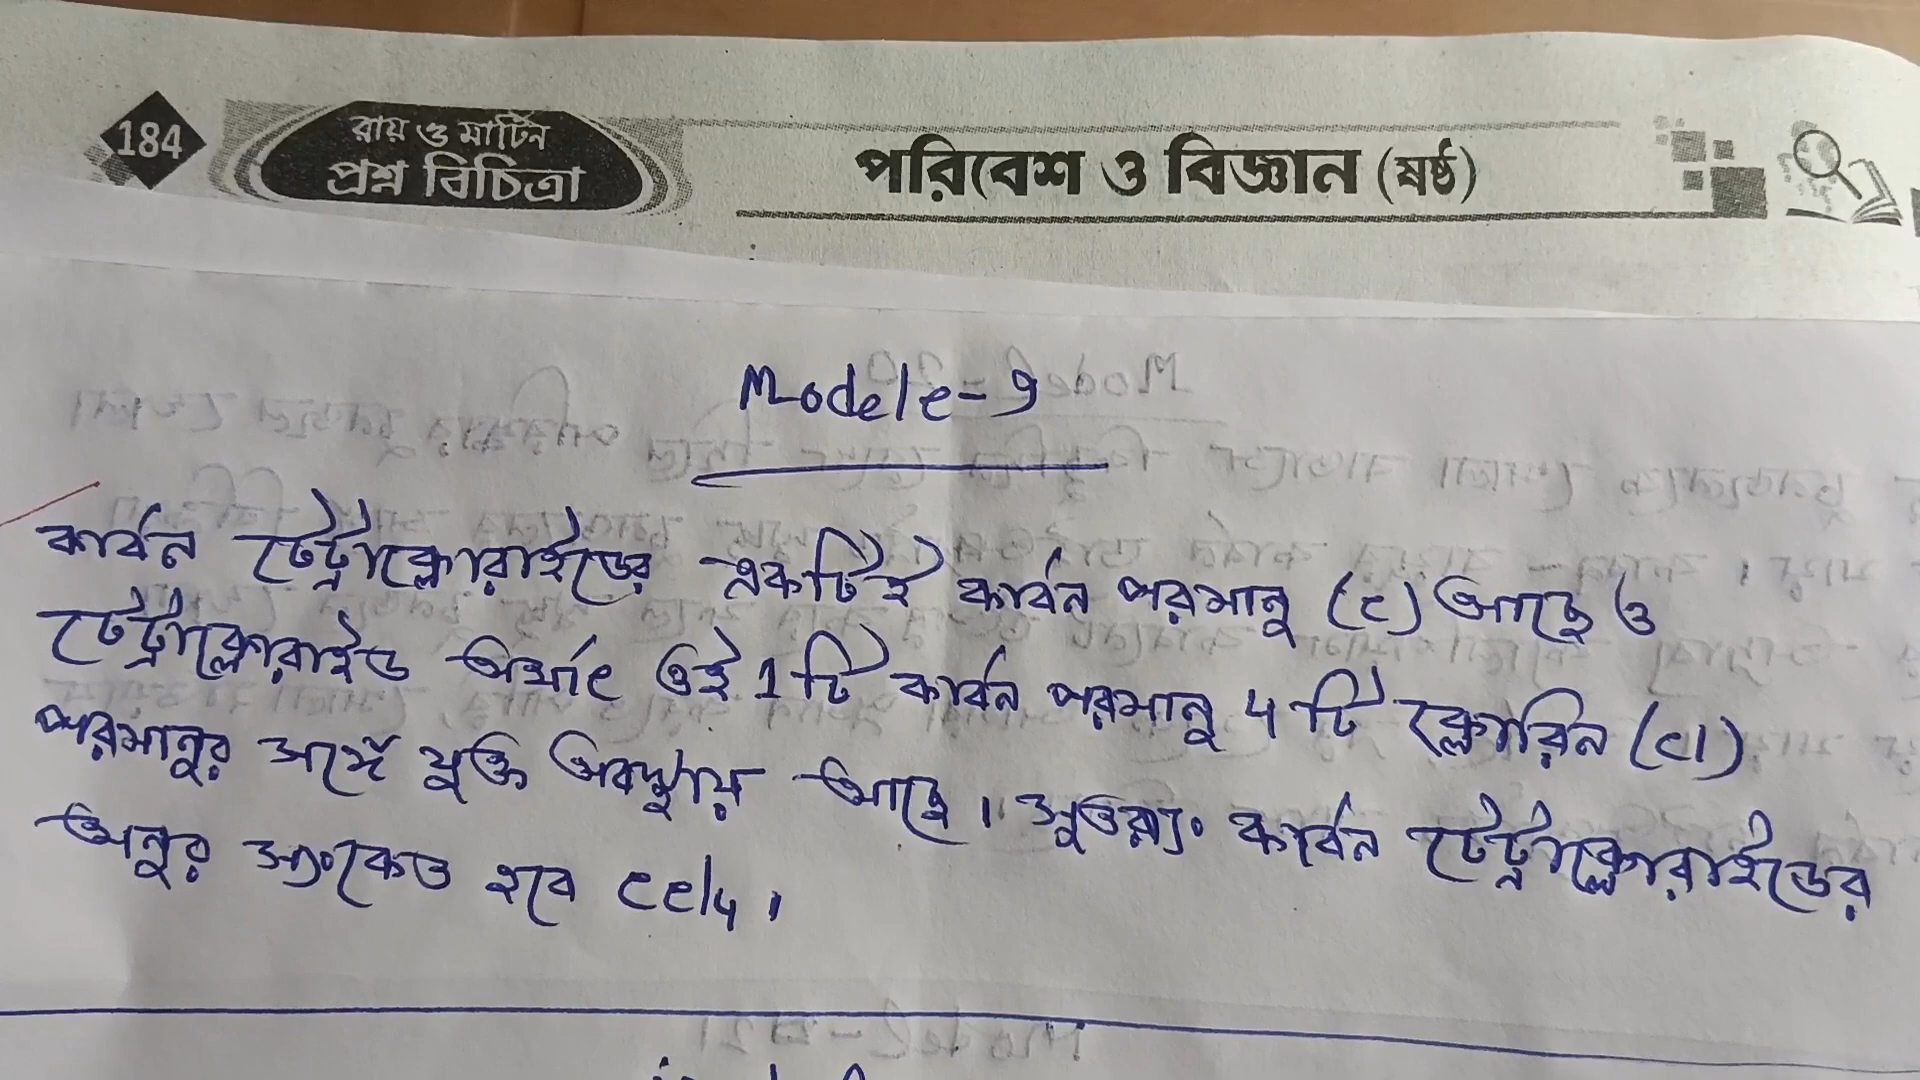 184
রায় ও মার্টিন
প্রশ্ন বিচিত্রা
পরিবেশ ও বিজ্ঞান (ষষ্ঠ)
Modele-9
কার্বন টেট্রাক্লোরাইডের একটিই কার্বন পরমানু (c) আছে ও
টেট্রাক্লোরাইড অর্থাৎ ওই 1টি কার্বন পরমানু 4টি ক্লোরিন (cl)
পরমানুর সঙ্গে যুক্ত অবস্থায় আছে। সুতরাং কার্বন টেট্রাক্লোরাইডের
অনুর সংকেত হবে ccl4।